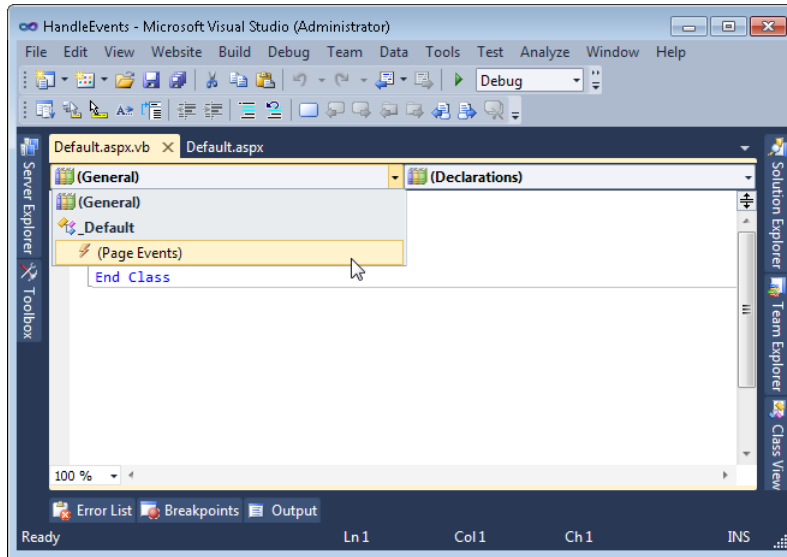 HandleEvents - Microsoft Visual Studio (Administrator)
File Edit View Website Build Debug Team Data Tools Test Analyze Window Help
Debug
Default.aspx.vb Default.aspx
(General) (Declarations)
(General)
_Default
(Page Events)
End Class
100 %
Server Explorer
Toolbox
Solution Explorer
Team Explorer
Class View
Error List Breakpoints Output
Ready Ln 1 Col 1 Ch 1 INS